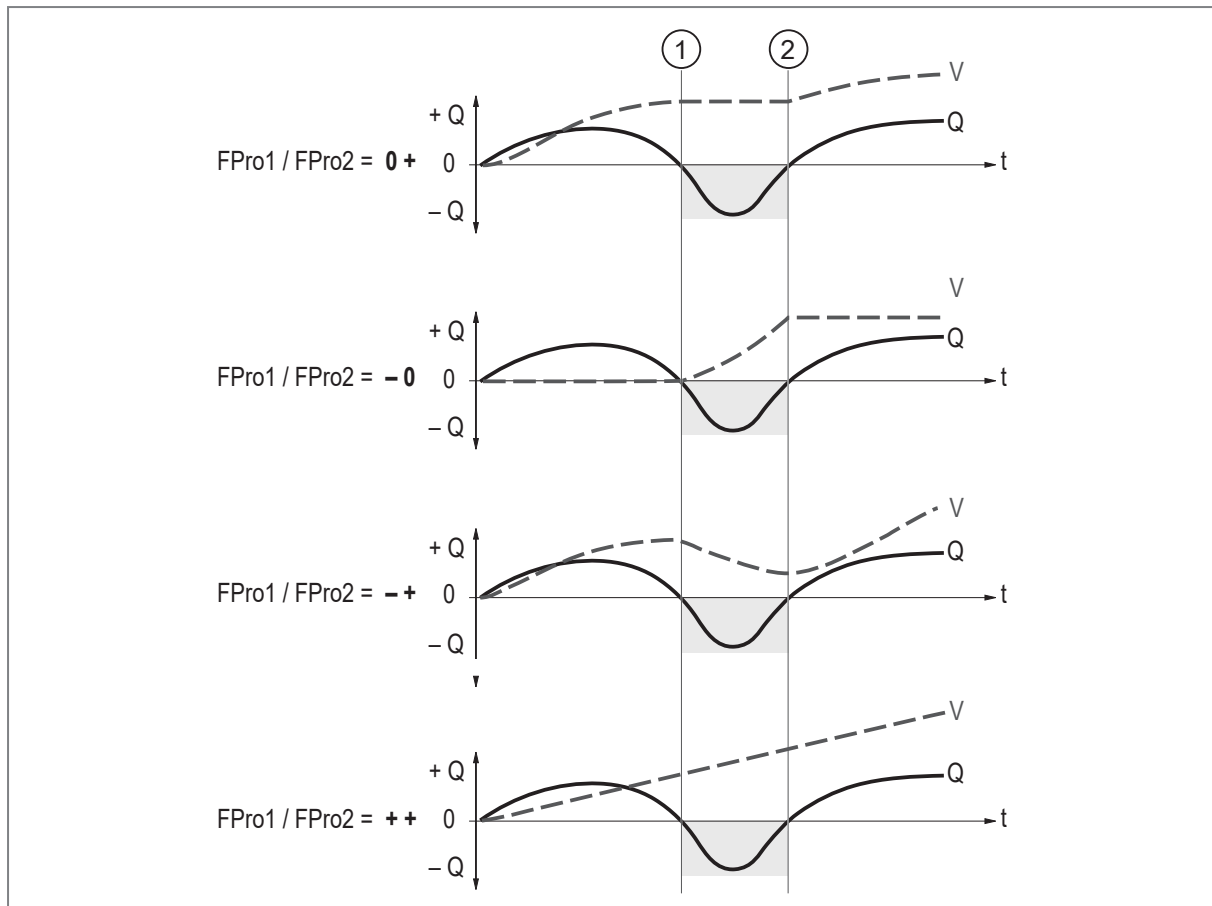 ① ②
V
+ Q
Q
FPro1 / FPro2 = 0 + 0 t
– Q
V
+ Q
Q
FPro1 / FPro2 = – 0 0 t
– Q
V
+ Q
Q
FPro1 / FPro2 = – + 0 t
– Q
V
+ Q
Q
FPro1 / FPro2 = + + 0 t
– Q